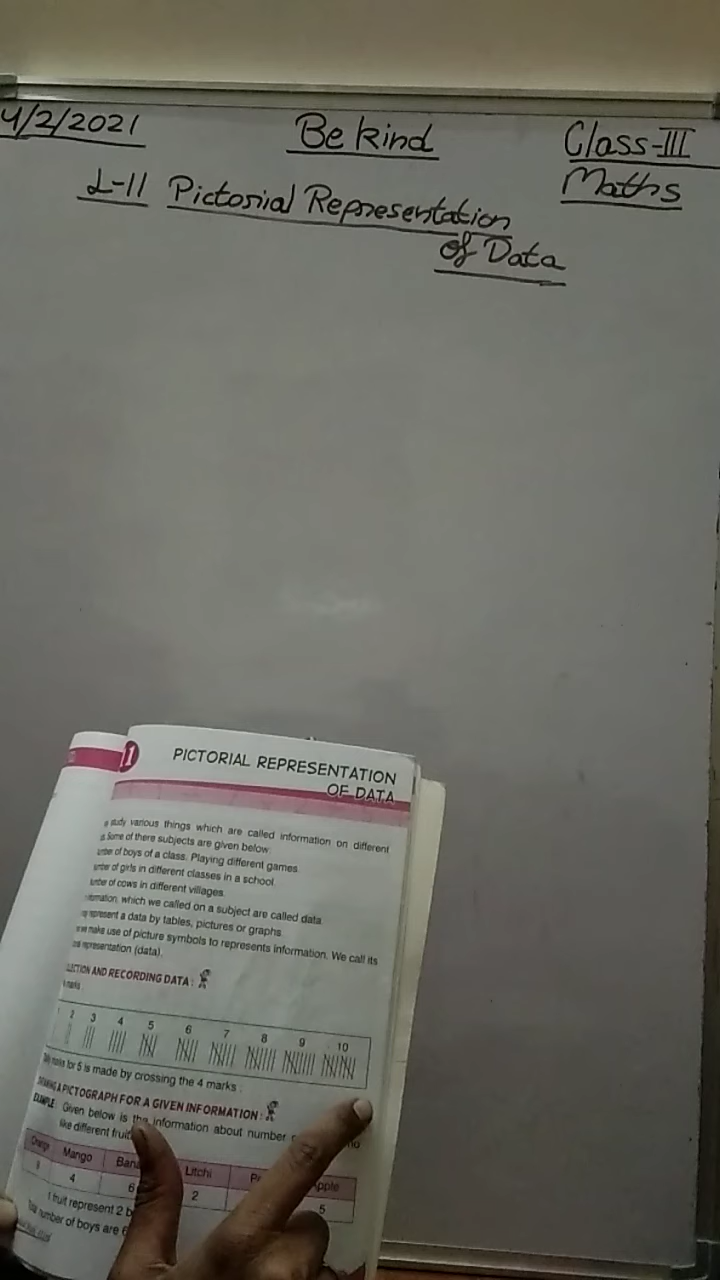 4/2/2021 Be kind Class-III
Maths
L-11 Pictorial Representation
of Data
1 PICTORIAL REPRESENTATION
OF DATA
study various things which are called information on different
Some of there subjects are given below:
of boys of a class. Playing different games
of girls in different classes in a school.
of cows in different villages.
which we called on a subject are called data.
represent a data by tables, pictures or graphs.
make use of picture symbols to represents information. We call its
representation (data).
AND RECORDING DATA :
marks
1 2 3 4 5 6 7 8 9 10
marks for 5 is made by crossing the 4 marks
A PICTOGRAPH FOR A GIVEN INFORMATION :
EXAMPLE: Given below is the information about number
like different
Orange Mango Litchi
4 6 2 5
fruit represent 2
number of boys are